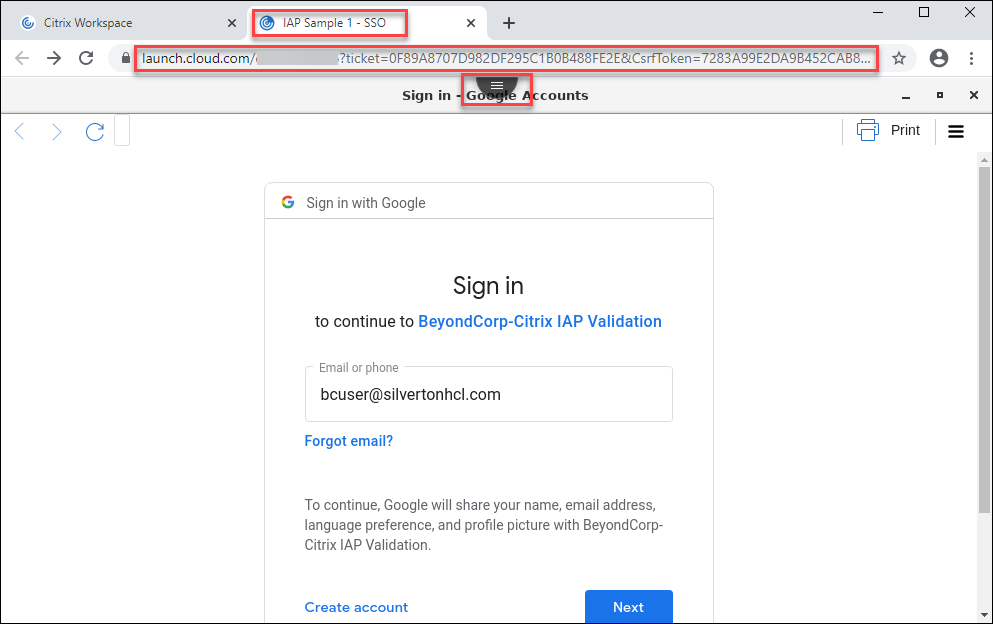 Citrix Workspace
IAP Sample 1 - SSO
launch.cloud.com/ ?ticket=0F89A8707D982DF295C1B0B488FE2E&CsrfToken=7283A99E2DA9B452CAB8...
Sign in - Google Accounts
Print
Sign in with Google
Sign in
to continue to BeyondCorp-Citrix IAP Validation
Email or phone
bcuser@silvertonhcl.com
Forgot email?
To continue, Google will share your name, email address,
language preference, and profile picture with BeyondCorp-
Citrix IAP Validation.
Create account
Next